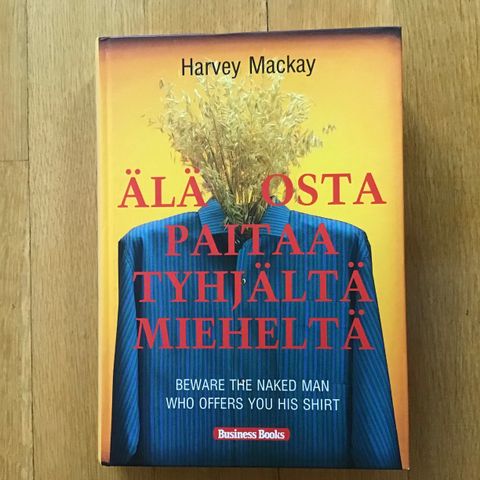 Harvey Mackay
ÄLÄ OSTA
PAITAA
TYHJÄLTÄ
MIEHELTÄ
BEWARE THE NAKED MAN
WHO OFFERS YOU HIS SHIRT
Business Books